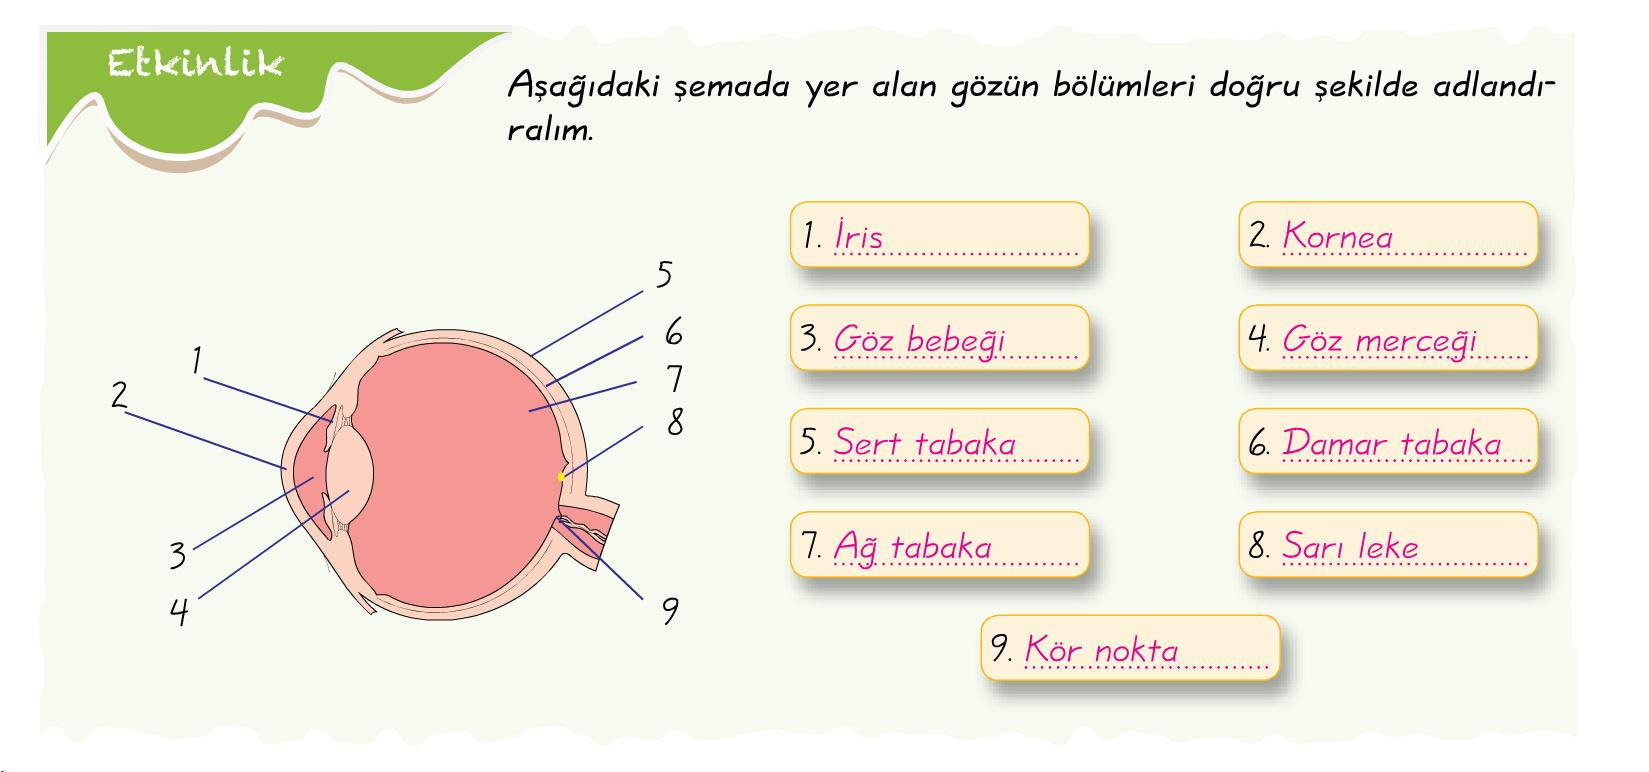 Etkinlik
Aşağıdaki şemada yer alan gözün bölümleri doğru şekilde adlandı-
ralım.
1. İris
2. Kornea
3. Göz bebeği
4. Göz merceği
5. Sert tabaka
6. Damar tabaka
7. Ağ tabaka
8. Sarı leke
9. Kör nokta
1
2
3
4
5
6
7
8
9